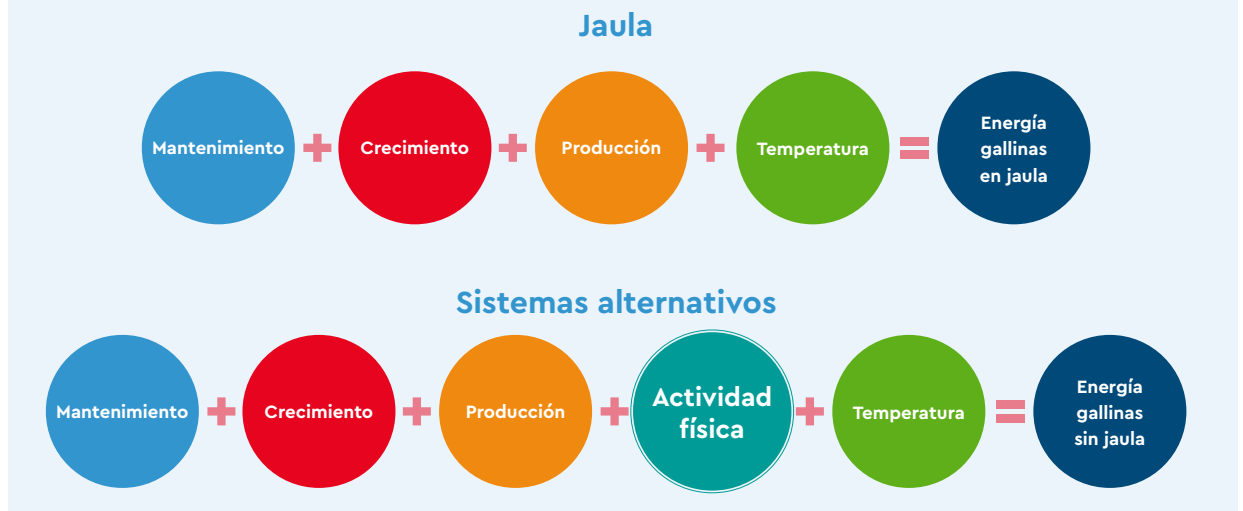 Jaula
Mantenimiento + Crecimiento + Producción + Temperatura = Energía
gallinas
en jaula
Sistemas alternativos
Mantenimiento + Crecimiento + Producción + Actividad
física + Temperatura = Energía
gallinas
sin jaula